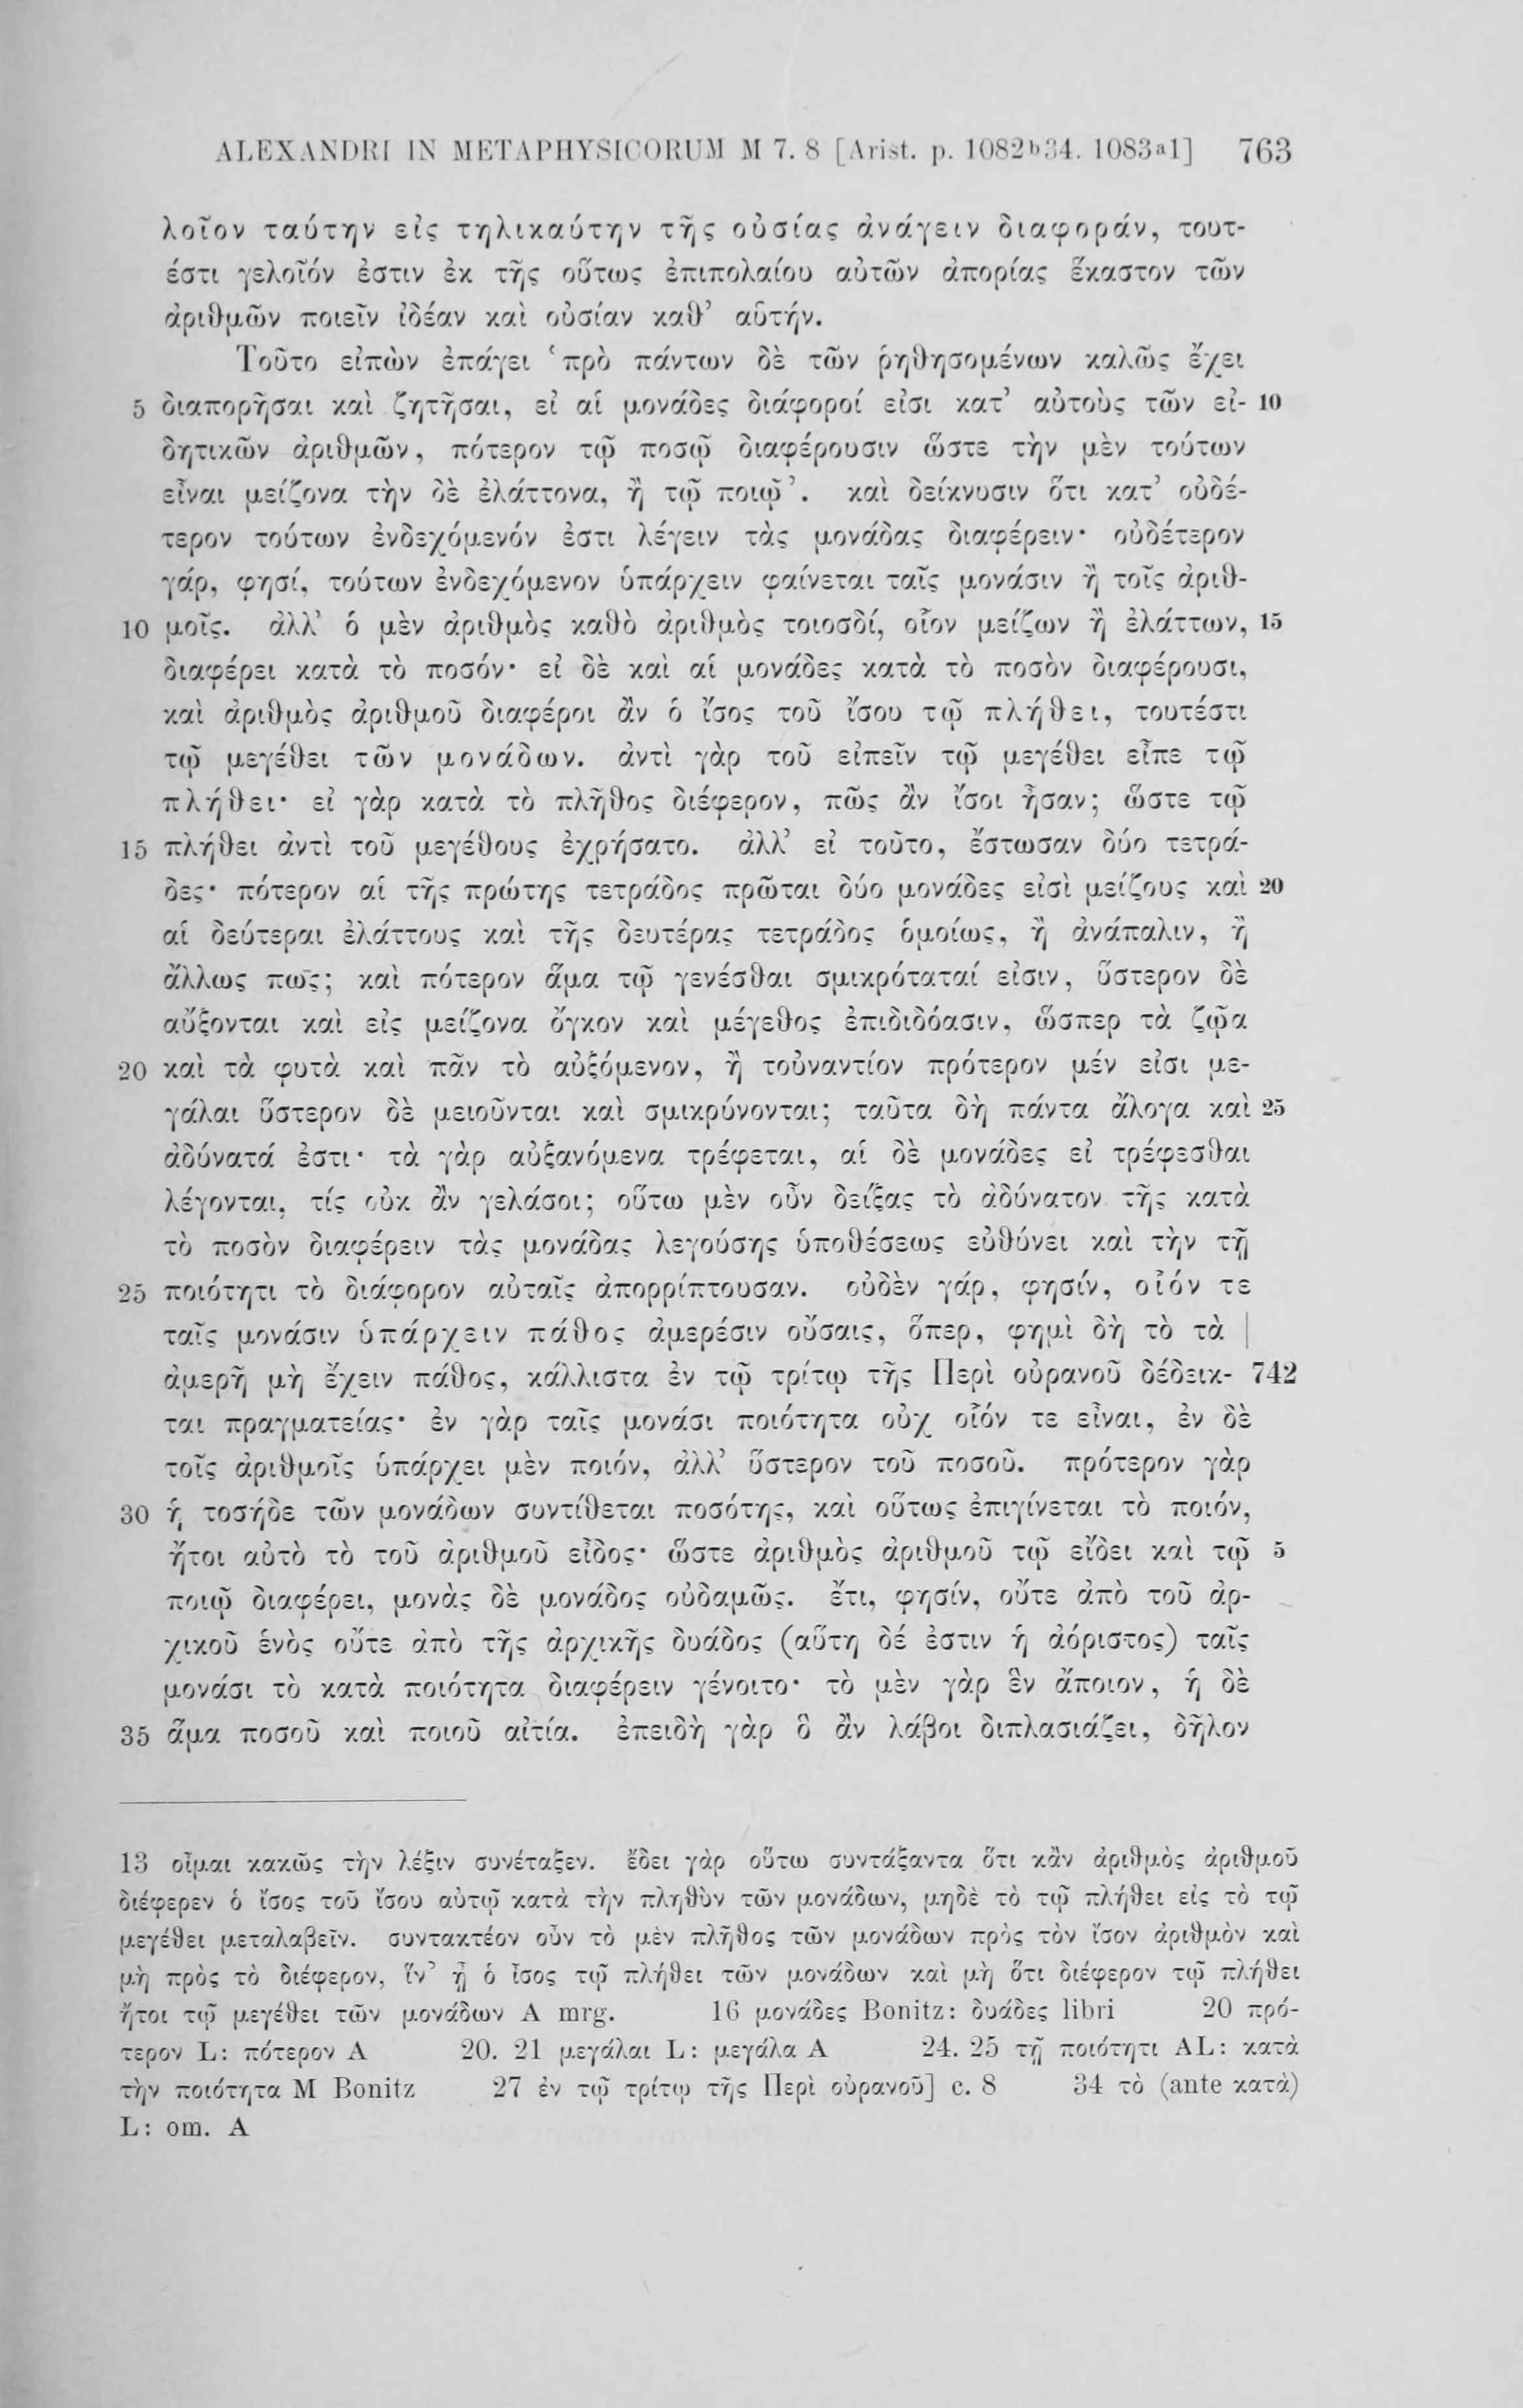 ALEXANDRI IN METAPHYSICORUM M 7. 8 [Arist. p. 1082b34. 1083a1] 763
λοῖον ταύτην εἰς τηλικαύτην τῆς οὐσίας ἀνάγειν διαφοράν, τουτ-
έστι γελοῖόν ἐστιν ἐκ τῆς οὕτως ἐπιπολαίου αὐτῶν ἀπορίας ἕκαστον τῶν
ἀριθμῶν ποιεῖν ἰδέαν καὶ οὐσίαν καθ’ αὑτήν.
Τοῦτο εἰπὼν ἐπάγει ‘πρὸ πάντων δὲ τῶν ῥηθησομένων καλῶς ἔχει
5 διαπορῆσαι καὶ ζητῆσαι, εἰ αἱ μονάδες διάφοροί εἰσι κατ’ αὐτοὺς τῶν εἰ- 10
δητικῶν ἀριθμῶν, πότερον τῷ ποσῷ διαφέρουσιν ὥστε τὴν μὲν τούτων
εἶναι μείζονα τὴν δὲ ἐλάττονα, ἢ τῷ ποιῷ’. καὶ δείκνυσιν ὅτι κατ’ οὐδέ-
τερον τούτων ἐνδεχόμενόν ἐστι λέγειν τὰς μονάδας διαφέρειν· οὐδέτερον
γάρ, φησί, τούτων ἐνδεχόμενον ὑπάρχειν φαίνεται ταῖς μονάσιν ἢ τοῖς ἀριθ-
10 μοῖς. ἀλλ’ ὁ μὲν ἀριθμὸς καθὸ ἀριθμὸς τοιοσδί, οἷον μείζων ἢ ἐλάττων, 15
διαφέρει κατὰ τὸ ποσόν· εἰ δὲ καὶ αἱ μονάδες κατὰ τὸ ποσὸν διαφέρουσι,
καὶ ἀριθμὸς ἀριθμοῦ διαφέροι ἂν ὁ ἴσος τοῦ ἴσου τῷ πλήθει, τουτέστι
τῷ μεγέθει τῶν μονάδων. ἀντὶ γὰρ τοῦ εἰπεῖν τῷ μεγέθει εἶπε τῷ
πλήθει· εἰ γὰρ κατὰ τὸ πλῆθος διέφερον, πῶς ἂν ἴσοι ἦσαν; ὥστε τῷ
15 πλήθει ἀντὶ τοῦ μεγέθους ἐχρήσατο. ἀλλ’ εἰ τοῦτο, ἔστωσαν δύο τετρά-
δες· πότερον αἱ τῆς πρώτης τετράδος πρῶται δύο μονάδες εἰσὶ μείζους καὶ 20
αἱ δεύτεραι ἐλάττους καὶ τῆς δευτέρας τετράδος ὁμοίως, ἢ ἀνάπαλιν, ἢ
ἄλλως πως; καὶ πότερον ἅμα τῷ γενέσθαι σμικρόταταί εἰσιν, ὕστερον δὲ
αὔξονται καὶ εἰς μείζονα ὄγκον καὶ μέγεθος ἐπιδιδόασιν, ὥσπερ τὰ ζῷα
20 καὶ τὰ φυτὰ καὶ πᾶν τὸ αὐξόμενον, ἢ τοὐναντίον πρότερον μέν εἰσι με-
γάλαι ὕστερον δὲ μειοῦνται καὶ σμικρύνονται; ταῦτα δὴ πάντα ἄλογα καὶ 25
ἀδύνατά ἐστι· τὰ γὰρ αὐξανόμενα τρέφεται, αἱ δὲ μονάδες εἰ τρέφεσθαι
λέγονται, τίς οὐκ ἂν γελάσοι; οὕτω μὲν οὖν δείξας τὸ ἀδύνατον τῆς κατὰ
τὸ ποσὸν διαφέρειν τὰς μονάδας λεγούσης ὑποθέσεως εὐθύνει καὶ τὴν τῇ
25 ποιότητι τὸ διάφορον αὐταῖς ἀπορρίπτουσαν. οὐδὲν γάρ, φησίν, οἷόν τε
ταῖς μονάσιν ὑπάρχειν πάθος ἀμερέσιν οὔσαις, ὅπερ, φημὶ δὴ τὸ τὰ |
ἀμερῆ μὴ ἔχειν πάθος, κάλλιστα ἐν τῷ τρίτῳ τῆς Περὶ οὐρανοῦ δέδεικ- 742
ται πραγματείας· ἐν γὰρ ταῖς μονάσι ποιότητα οὐχ οἷόν τε εἶναι, ἐν δὲ
τοῖς ἀριθμοῖς ὑπάρχει μὲν ποιόν, ἀλλ’ ὕστερον τοῦ ποσοῦ. πρότερον γὰρ
30 ἡ τοσήδε τῶν μονάδων συντίθεται ποσότης, καὶ οὕτως ἐπιγίνεται τὸ ποιόν,
ἤτοι αὐτὸ τὸ τοῦ ἀριθμοῦ εἶδος· ὥστε ἀριθμὸς ἀριθμοῦ τῷ εἴδει καὶ τῷ 5
ποιῷ διαφέρει, μονὰς δὲ μονάδος οὐδαμῶς. ἔτι, φησίν, οὔτε ἀπὸ τοῦ ἀρ-
χικοῦ ἑνὸς οὔτε ἀπὸ τῆς ἀρχικῆς δυάδος (αὕτη δέ ἐστιν ἡ ἀόριστος) ταῖς
μονάσι τὸ κατὰ ποιότητα διαφέρειν γένοιτο· τὸ μὲν γὰρ ἓν ἄποιον, ἡ δὲ
35 ἅμα ποσοῦ καὶ ποιοῦ αἰτία. ἐπειδὴ γὰρ ὃ ἂν λάβοι διπλασιάζει, δῆλον
13 οἶμαι κακῶς τὴν λέξιν συνέταξεν. ἔδει γὰρ οὕτω συντάξαντα ὅτι κἂν ἀριθμὸς ἀριθμοῦ
διέφερεν ὁ ἴσος τοῦ ἴσου αὐτῷ κατὰ τὴν πληθὺν τῶν μονάδων, μηδὲ τὸ τῷ πλήθει εἰς τὸ τῷ
μεγέθει μεταλαβεῖν. συντακτέον οὖν τὸ μὲν πλῆθος τῶν μονάδων πρὸς τὸν ἴσον ἀριθμὸν καὶ
μὴ πρὸς τὸ διέφερον, ἵν’ ᾖ ὁ ἴσος τῷ πλήθει τῶν μονάδων καὶ μὴ ὅτι διέφερον τῷ πλήθει
ἤτοι τῷ μεγέθει τῶν μονάδων A mrg. 16 μονάδες Bonitz: δυάδες libri 20 πρό-
τερον L: πότερον A 20. 21 μεγάλαι L: μεγάλα A 24. 25 τῇ ποιότητι AL: κατὰ
τὴν ποιότητα M Bonitz 27 ἐν τῷ τρίτῳ τῆς Περὶ οὐρανοῦ] c. 8 34 τὸ (ante κατὰ)
L: om. A